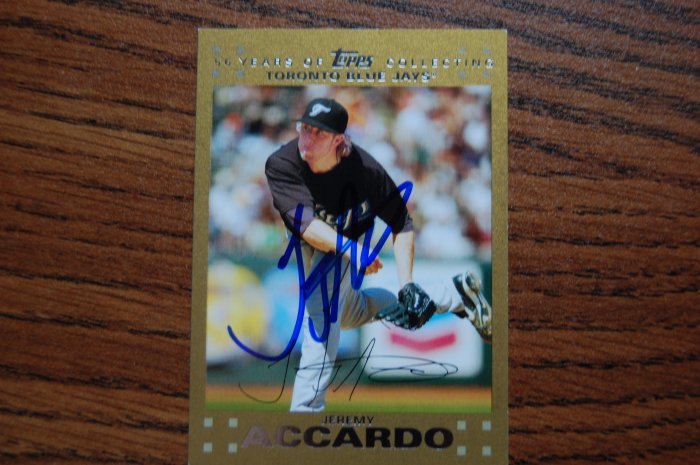 56 YEARS OF Topps COLLECTING
TORONTO BLUE JAYS
JEREMY
ACCARDO